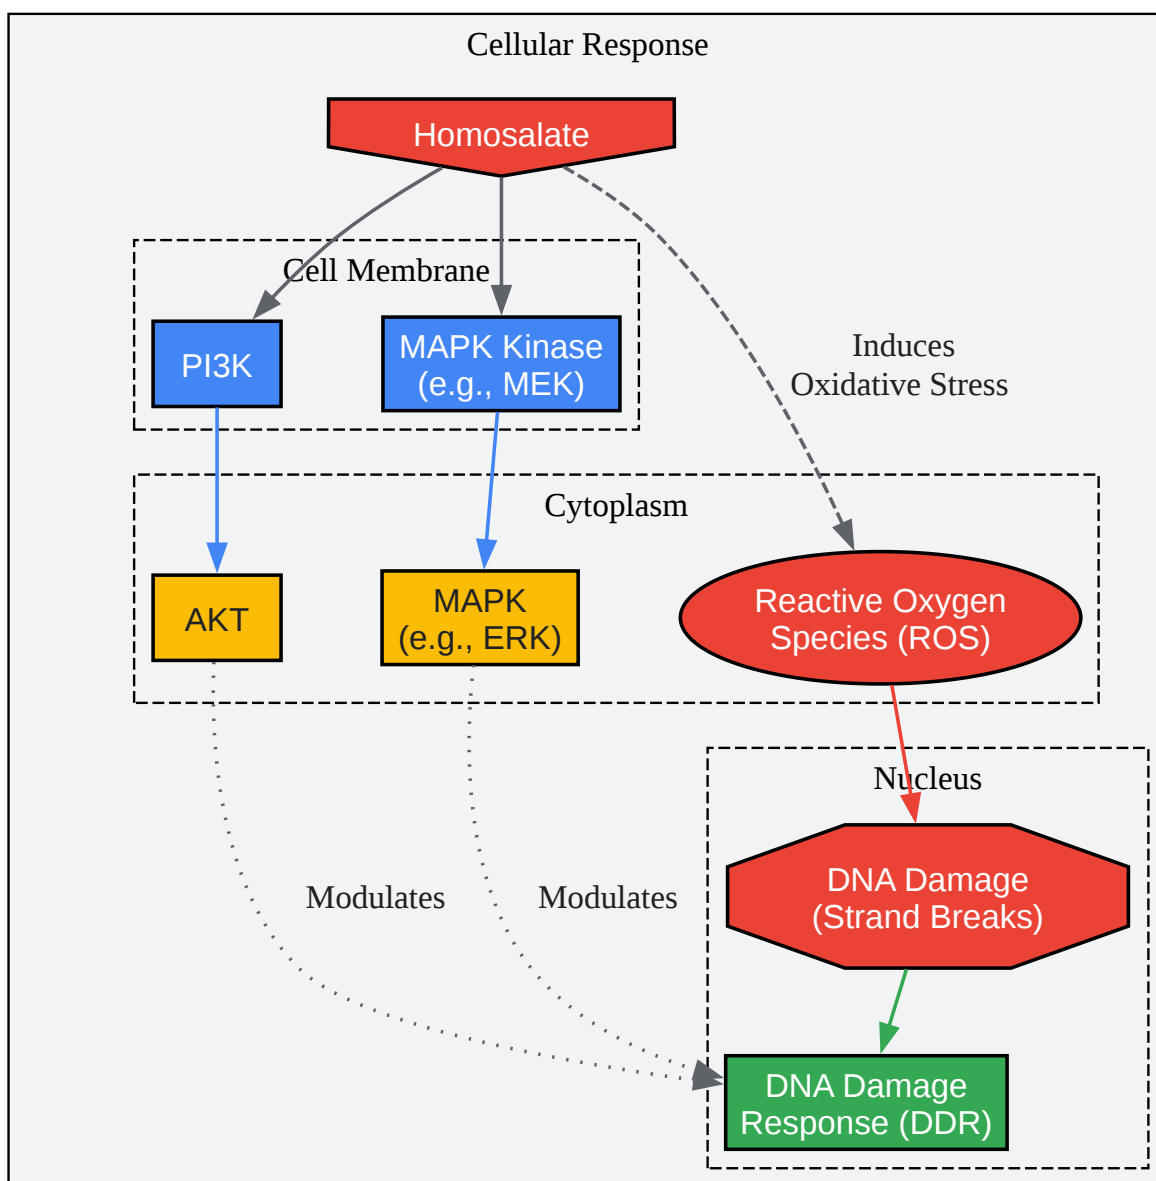 Cellular Response
Homosalate
Cell Membrane
PI3K
MAPK Kinase
(e.g., MEK)
Induces
Oxidative Stress
Cytoplasm
AKT
MAPK
(e.g., ERK)
Reactive Oxygen
Species (ROS)
Nucleus
DNA Damage
(Strand Breaks)
Modulates
Modulates
DNA Damage
Response (DDR)